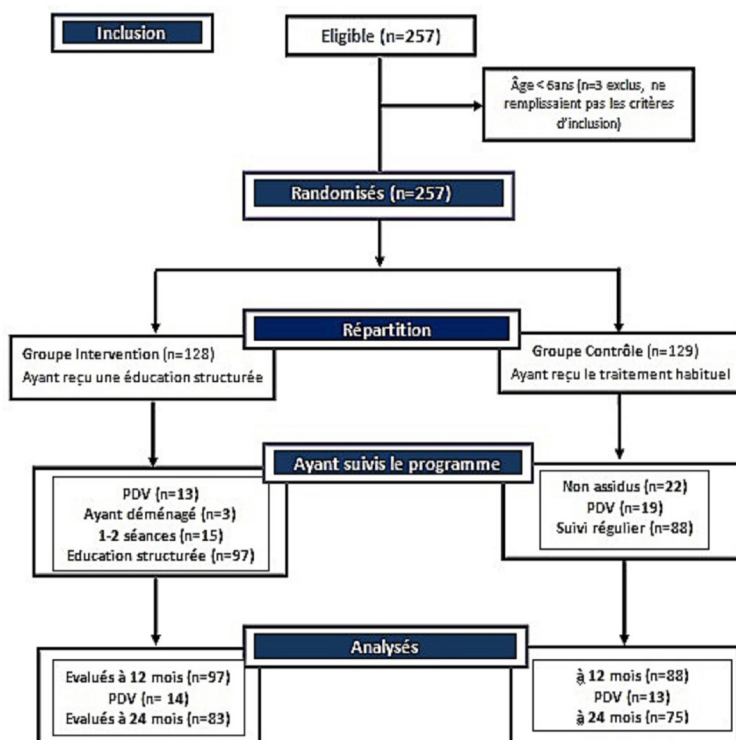 Inclusion
Eligible (n=257)
Âge < 6ans (n=3 exclus, ne
remplissaient pas les critères
d'inclusion)
Randomisés (n=257)
Répartition
Groupe Intervention (n=128)
Ayant reçu une éducation structurée
Groupe Contrôle (n=129)
Ayant reçu le traitement habituel
Ayant suivis le programme
PDV (n=13)
Ayant déménagé (n=3)
1-2 séances (n=15)
Education structurée (n=97)
Non assidus (n=22)
PDV (n=19)
Suivi régulier (n=88)
Analysés
Evalués à 12 mois (n=97)
PDV (n= 14)
Evalués à 24 mois (n=83)
à 12 mois (n=88)
PDV (n=13)
à 24 mois (n=75)